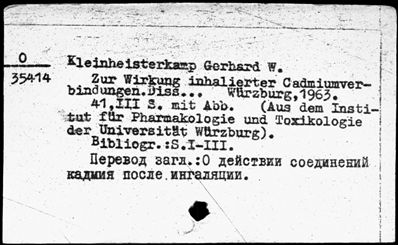 О
35414
Kleinheisterkamp Gerhard W.
Zur Wirkung inhalierter Cadmiumver-
bindungen.Diss... Würzburg,1963.
41,III S. mit Abb. (Aus dem Insti-
tut für Pharmakologie und Toxikologie
der Universität Würzburg).
Bibliogr.:S.I-III.
Перевод загл.:О действии соединений
кадмия после ингаляции.